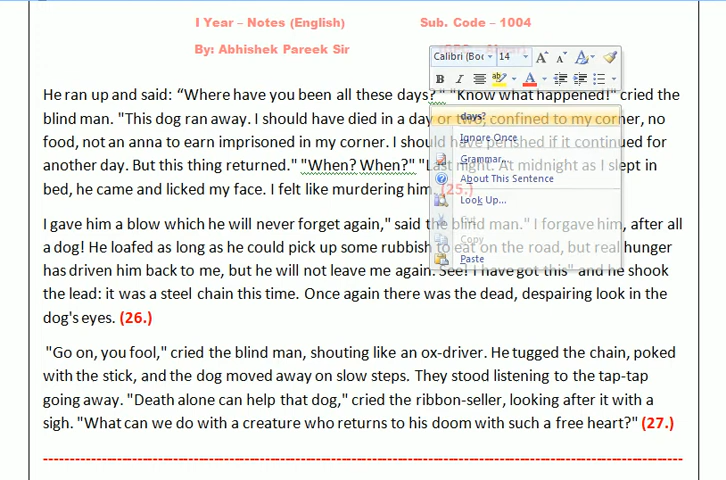 I Year – Notes (English) Sub. Code – 1004
By: Abhishek Pareek Sir
Calibri (Boc 14
He ran up and said: “Where have you been all these days?" "Know what happened!" cried the
blind man. "This dog ran away. I should have died in a day or two, confined to my corner, no
days?
food, not an anna to earn imprisoned in my corner. I should have perished if it continued for
Ignore Once
another day. But this thing returned." "When? When?" "Last night. At midnight as I slept in
Grammar...
bed, he came and licked my face. I felt like murdering him. (25.)
About This Sentence
Look Up...
I gave him a blow which he will never forget again," said the blind man." I forgave him, after all
Cut
a dog! He loafed as long as he could pick up some rubbish to eat on the road, but real hunger
Copy
has driven him back to me, but he will not leave me again. See! I have got this" and he shook
Paste
the lead: it was a steel chain this time. Once again there was the dead, despairing look in the
dog's eyes. (26.)
"Go on, you fool," cried the blind man, shouting like an ox-driver. He tugged the chain, poked
with the stick, and the dog moved away on slow steps. They stood listening to the tap-tap
going away. "Death alone can help that dog," cried the ribbon-seller, looking after it with a
sigh. "What can we do with a creature who returns to his doom with such a free heart?" (27.)